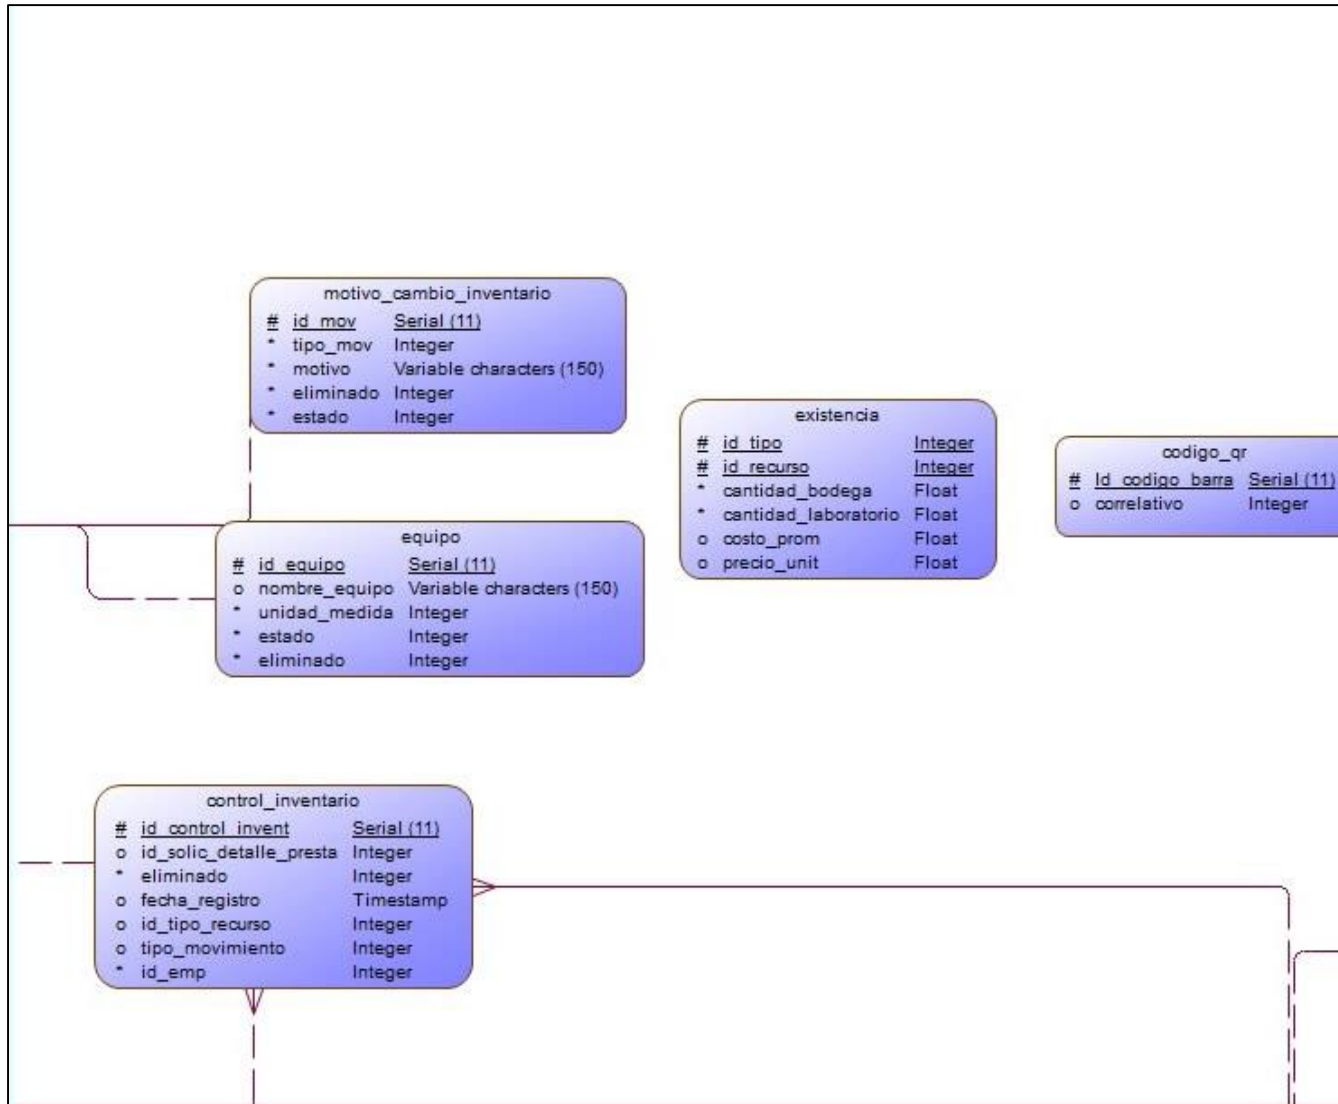 motivo_cambio_inventario
# id_mov Serial (11)
* tipo_mov Integer
* motivo Variable characters (150)
* eliminado Integer
* estado Integer
existencia
# id_tipo Integer
# id_recurso Integer
* cantidad_bodega Float
* cantidad_laboratorio Float
o costo_prom Float
o precio_unit Float
codigo_qr
# Id_codigo_barra Serial (11)
o correlativo Integer
equipo
# id_equipo Serial (11)
o nombre_equipo Variable characters (150)
* unidad_medida Integer
* estado Integer
* eliminado Integer
control_inventario
# id_control_invent Serial (11)
o id_solic_detalle_presta Integer
* eliminado Integer
o fecha_registro Timestamp
o id_tipo_recurso Integer
o tipo_movimiento Integer
* id_emp Integer